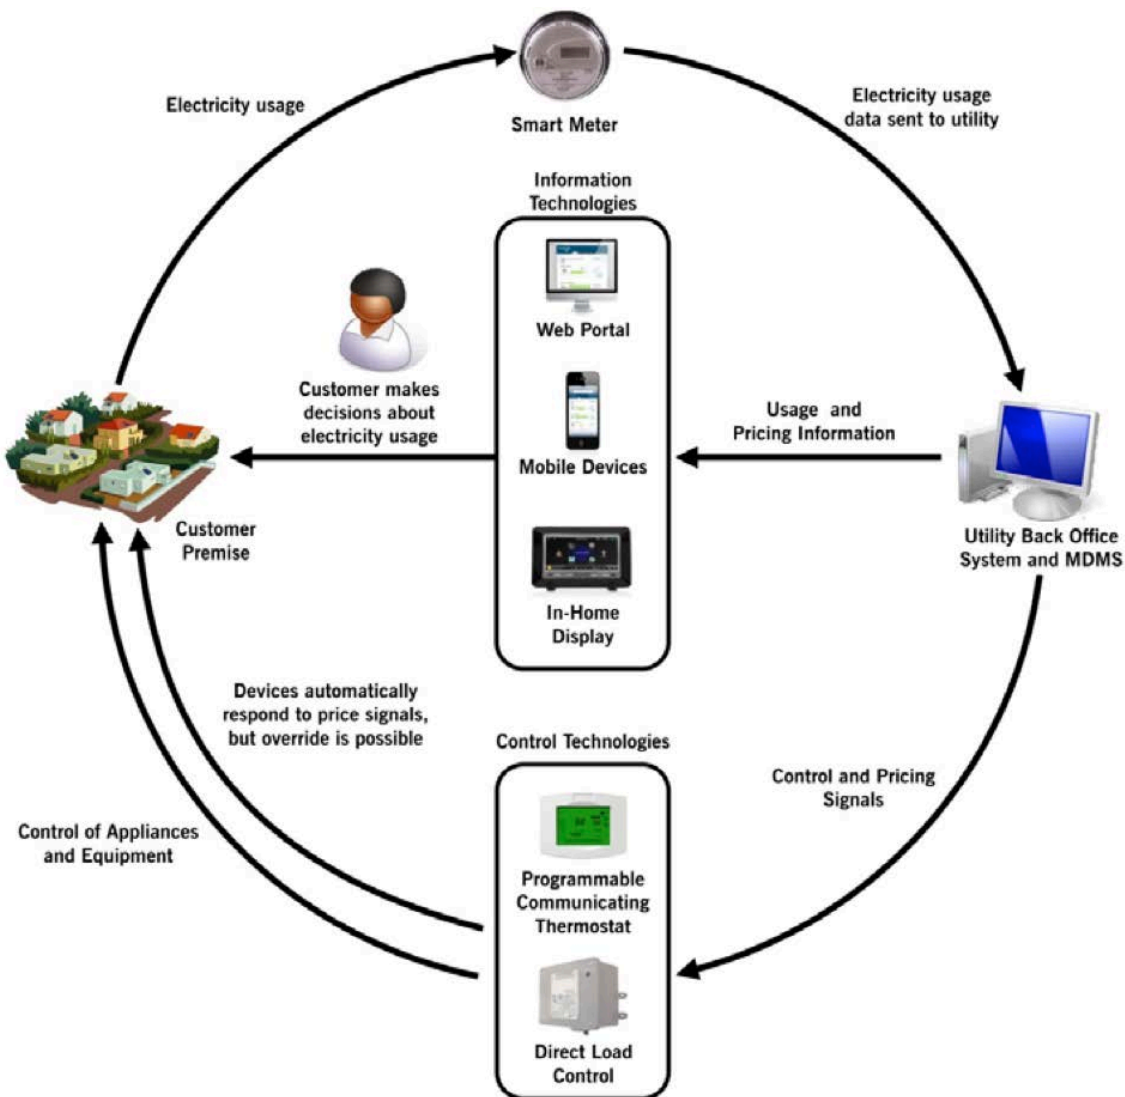 Smart Meter
Electricity usage
Electricity usage
data sent to utility
Information
Technologies
Web Portal
Mobile Devices
In-Home
Display
Customer makes
decisions about
electricity usage
Usage and
Pricing Information
Customer
Premise
Utility Back Office
System and MDMS
Devices automatically
respond to price signals,
but override is possible
Control Technologies
Control and Pricing
Signals
Control of Appliances
and Equipment
Programmable
Communicating
Thermostat
Direct Load
Control